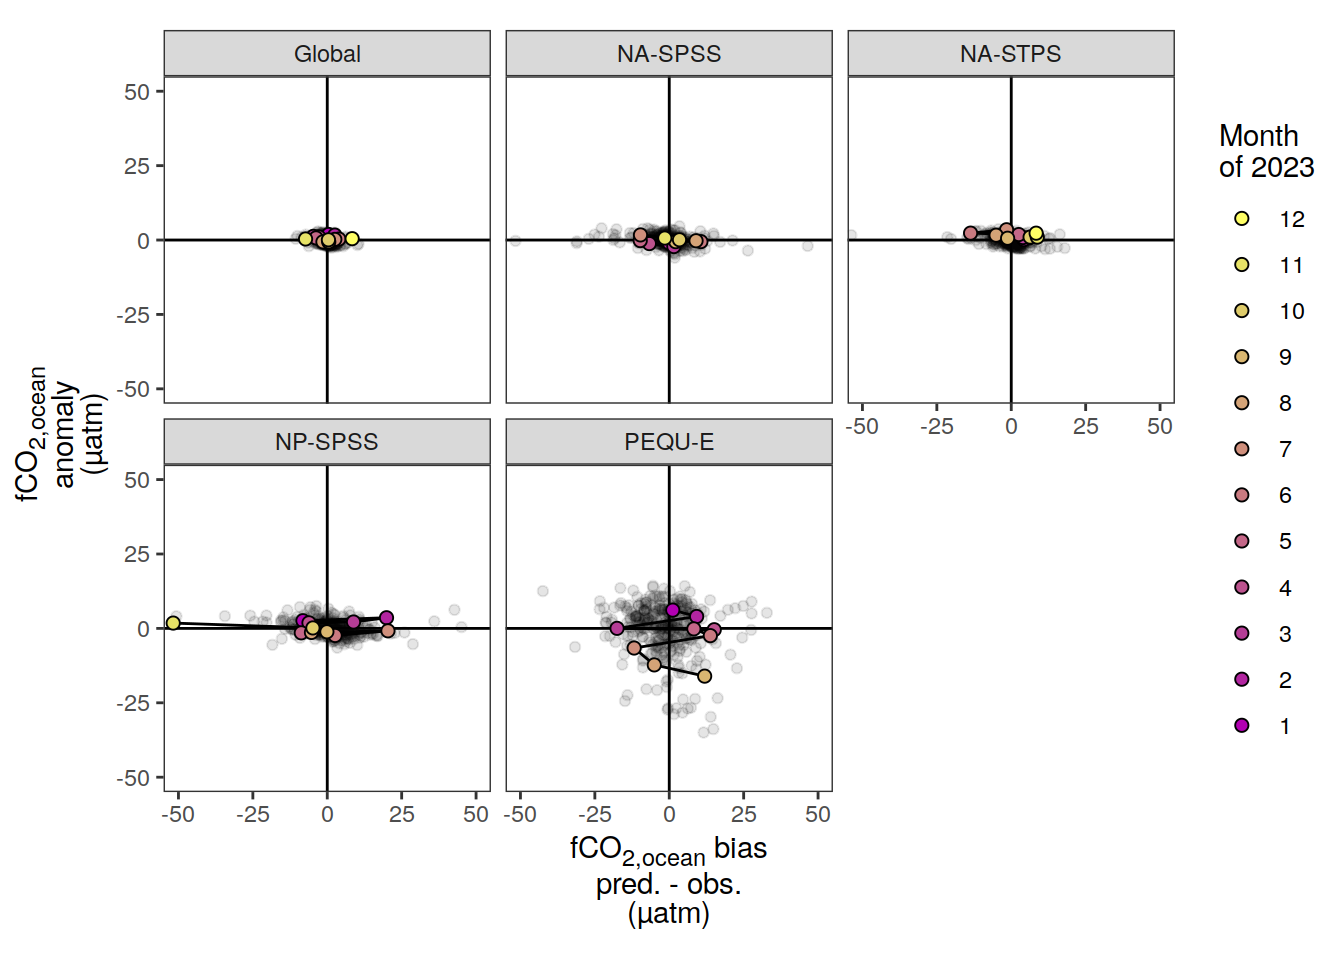 Global
NA-SPSS
NA-STPS
50
25
0
-25
-50
-50 -25 0 25 50
NP-SPSS
PEQU-E
50
25
0
-25
-50
-50 -25 0 25 50
-50 -25 0 25 50
fCO2,ocean
anomaly
(µatm)
fCO2,ocean bias
pred. - obs.
(µatm)
Month
of 2023
12
11
10
9
8
7
6
5
4
3
2
1